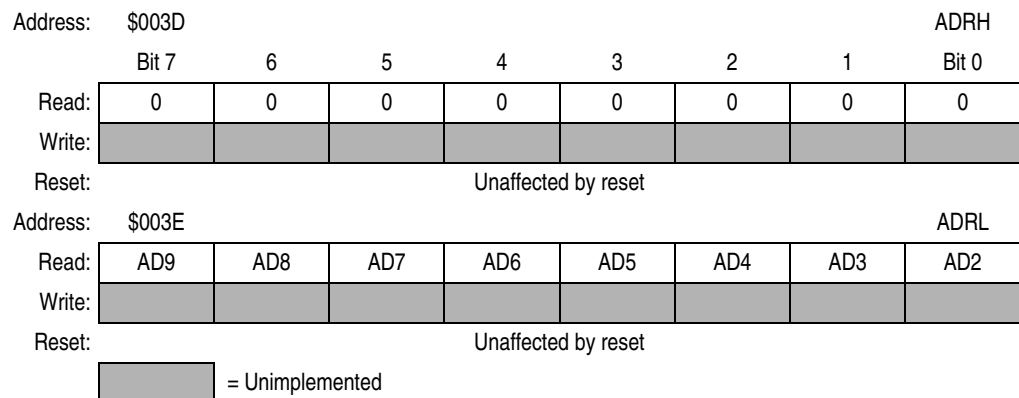 Address: $003D ADRH
Bit 7 6 5 4 3 2 1 Bit 0
Read: 0 0 0 0 0 0 0 0
Write:
Reset: Unaffected by reset
Address: $003E ADRL
Read: AD9 AD8 AD7 AD6 AD5 AD4 AD3 AD2
Write:
Reset: Unaffected by reset
= Unimplemented